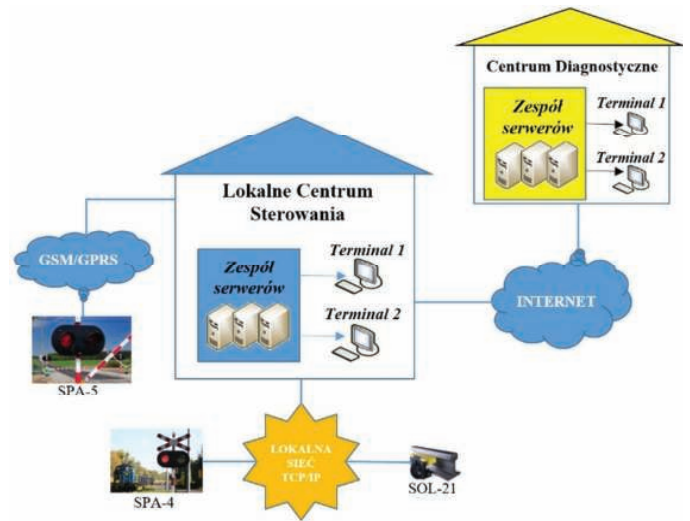 Centrum Diagnostyczne
Zespół
serwerów
Terminal 1
Terminal 2
Lokalne Centrum
Sterowania
Zespół
serwerów
Terminal 1
Terminal 2
GSM/GPRS
INTERNET
SPA-5
LOKALNA
SIEĆ
TCP/IP
SPA-4
SOL-21